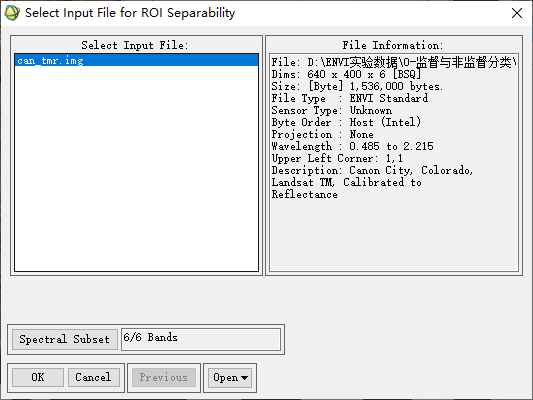 Select Input File for ROI Separability
Select Input File:
can_tmr.img
File Information:
File: D:\ENVI实验数据\0-监督与非监督分类\
Dims: 640 x 400 x 6 [BSQ]
Size: [Byte] 1,536,000 bytes.
File Type  : ENVI Standard
Sensor Type: Unknown
Byte Order : Host (Intel)
Projection : None
Wavelength : 0.485 to 2.215
Upper Left Corner: 1,1
Description: Canon City, Colorado,
Landsat TM, Calibrated to
Reflectance
Spectral Subset
6/6 Bands
OK
Cancel
Previous
Open